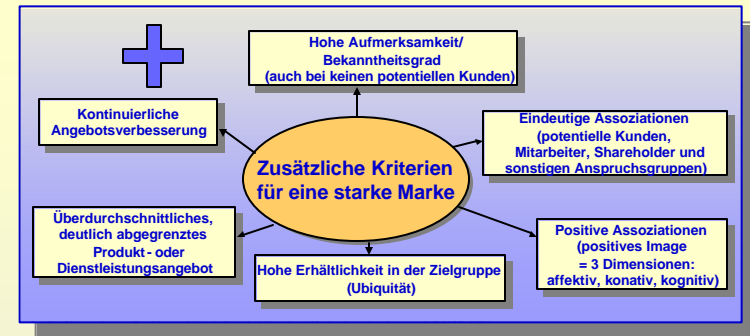 Hohe Aufmerksamkeit/
Bekanntheitsgrad
(auch bei keinen potentiellen Kunden)
Kontinuierliche
Angebotsverbesserung
Eindeutige Assoziationen
(potentielle Kunden,
Mitarbeiter, Shareholder und
sonstigen Anspruchsgruppen)
Zusätzliche Kriterien
für eine starke Marke
Überdurchschnittliches,
deutlich abgegrenztes
Produkt- oder
Dienstleistungsangebot
Positive Assoziationen
(positives Image
= 3 Dimensionen:
affektiv, konativ, kognitiv)
Hohe Erhältlichkeit in der Zielgruppe
(Ubiquität)